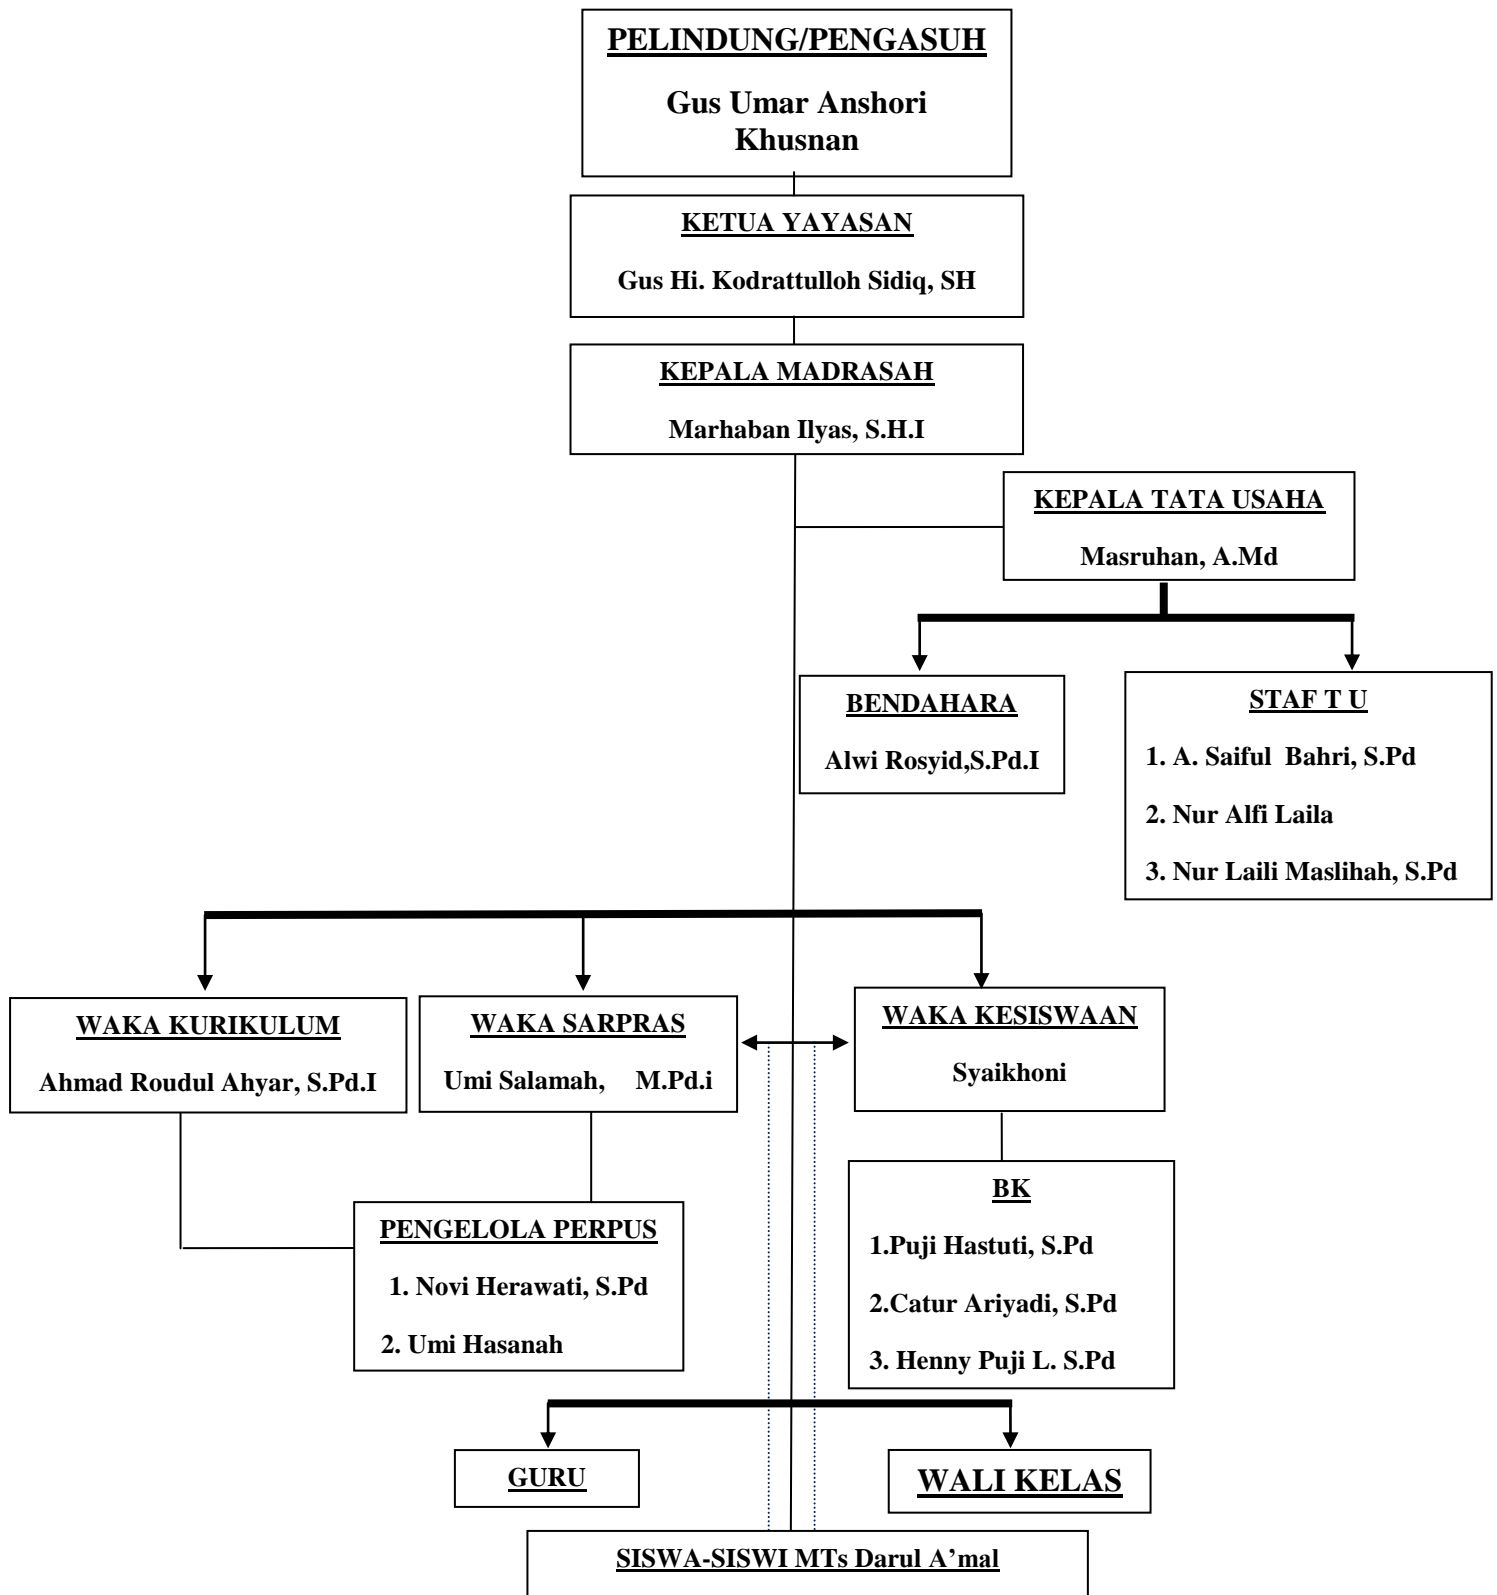 PELINDUNG/PENGASUH
Gus Umar Anshori
Khusnan
KETUA YAYASAN
Gus Hi. Kodrattulloh Sidiq, SH
KEPALA MADRASAH
Marhaban Ilyas, S.H.I
KEPALA TATA USAHA
Masruhan, A.Md
BENDAHARA
Alwi Rosyid,S.Pd.I
STAF T U
1. A. Saiful Bahri, S.Pd
2. Nur Alfi Laila
3. Nur Laili Maslihah, S.Pd
WAKA KURIKULUM
Ahmad Roudul Ahyar, S.Pd.I
WAKA SARPRAS
Umi Salamah, M.Pd.i
WAKA KESISWAAN
Syaikhoni
PENGELOLA PERPUS
1. Novi Herawati, S.Pd
2. Umi Hasanah
BK
1.Puji Hastuti, S.Pd
2.Catur Ariyadi, S.Pd
3. Henny Puji L. S.Pd
GURU
WALI KELAS
SISWA-SISWI MTs Darul A’mal